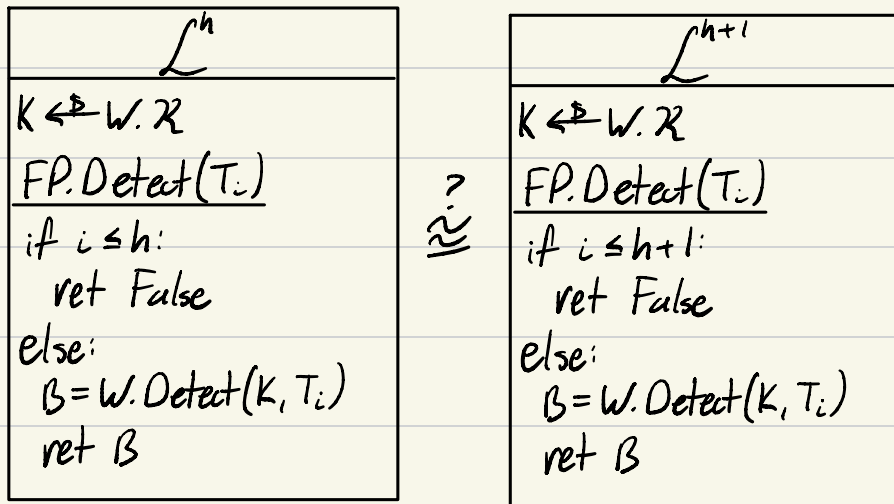 ℒ^h
K ←$ W.𝒦
FP.Detect(T_i)
if i ≤ h:
ret False
else:
B = W.Detect(K, T_i)
ret B
? ≊
ℒ^{h+1}
K ←$ W.𝒦
FP.Detect(T_i)
if i ≤ h+1:
ret False
else:
B = W.Detect(K, T_i)
ret B